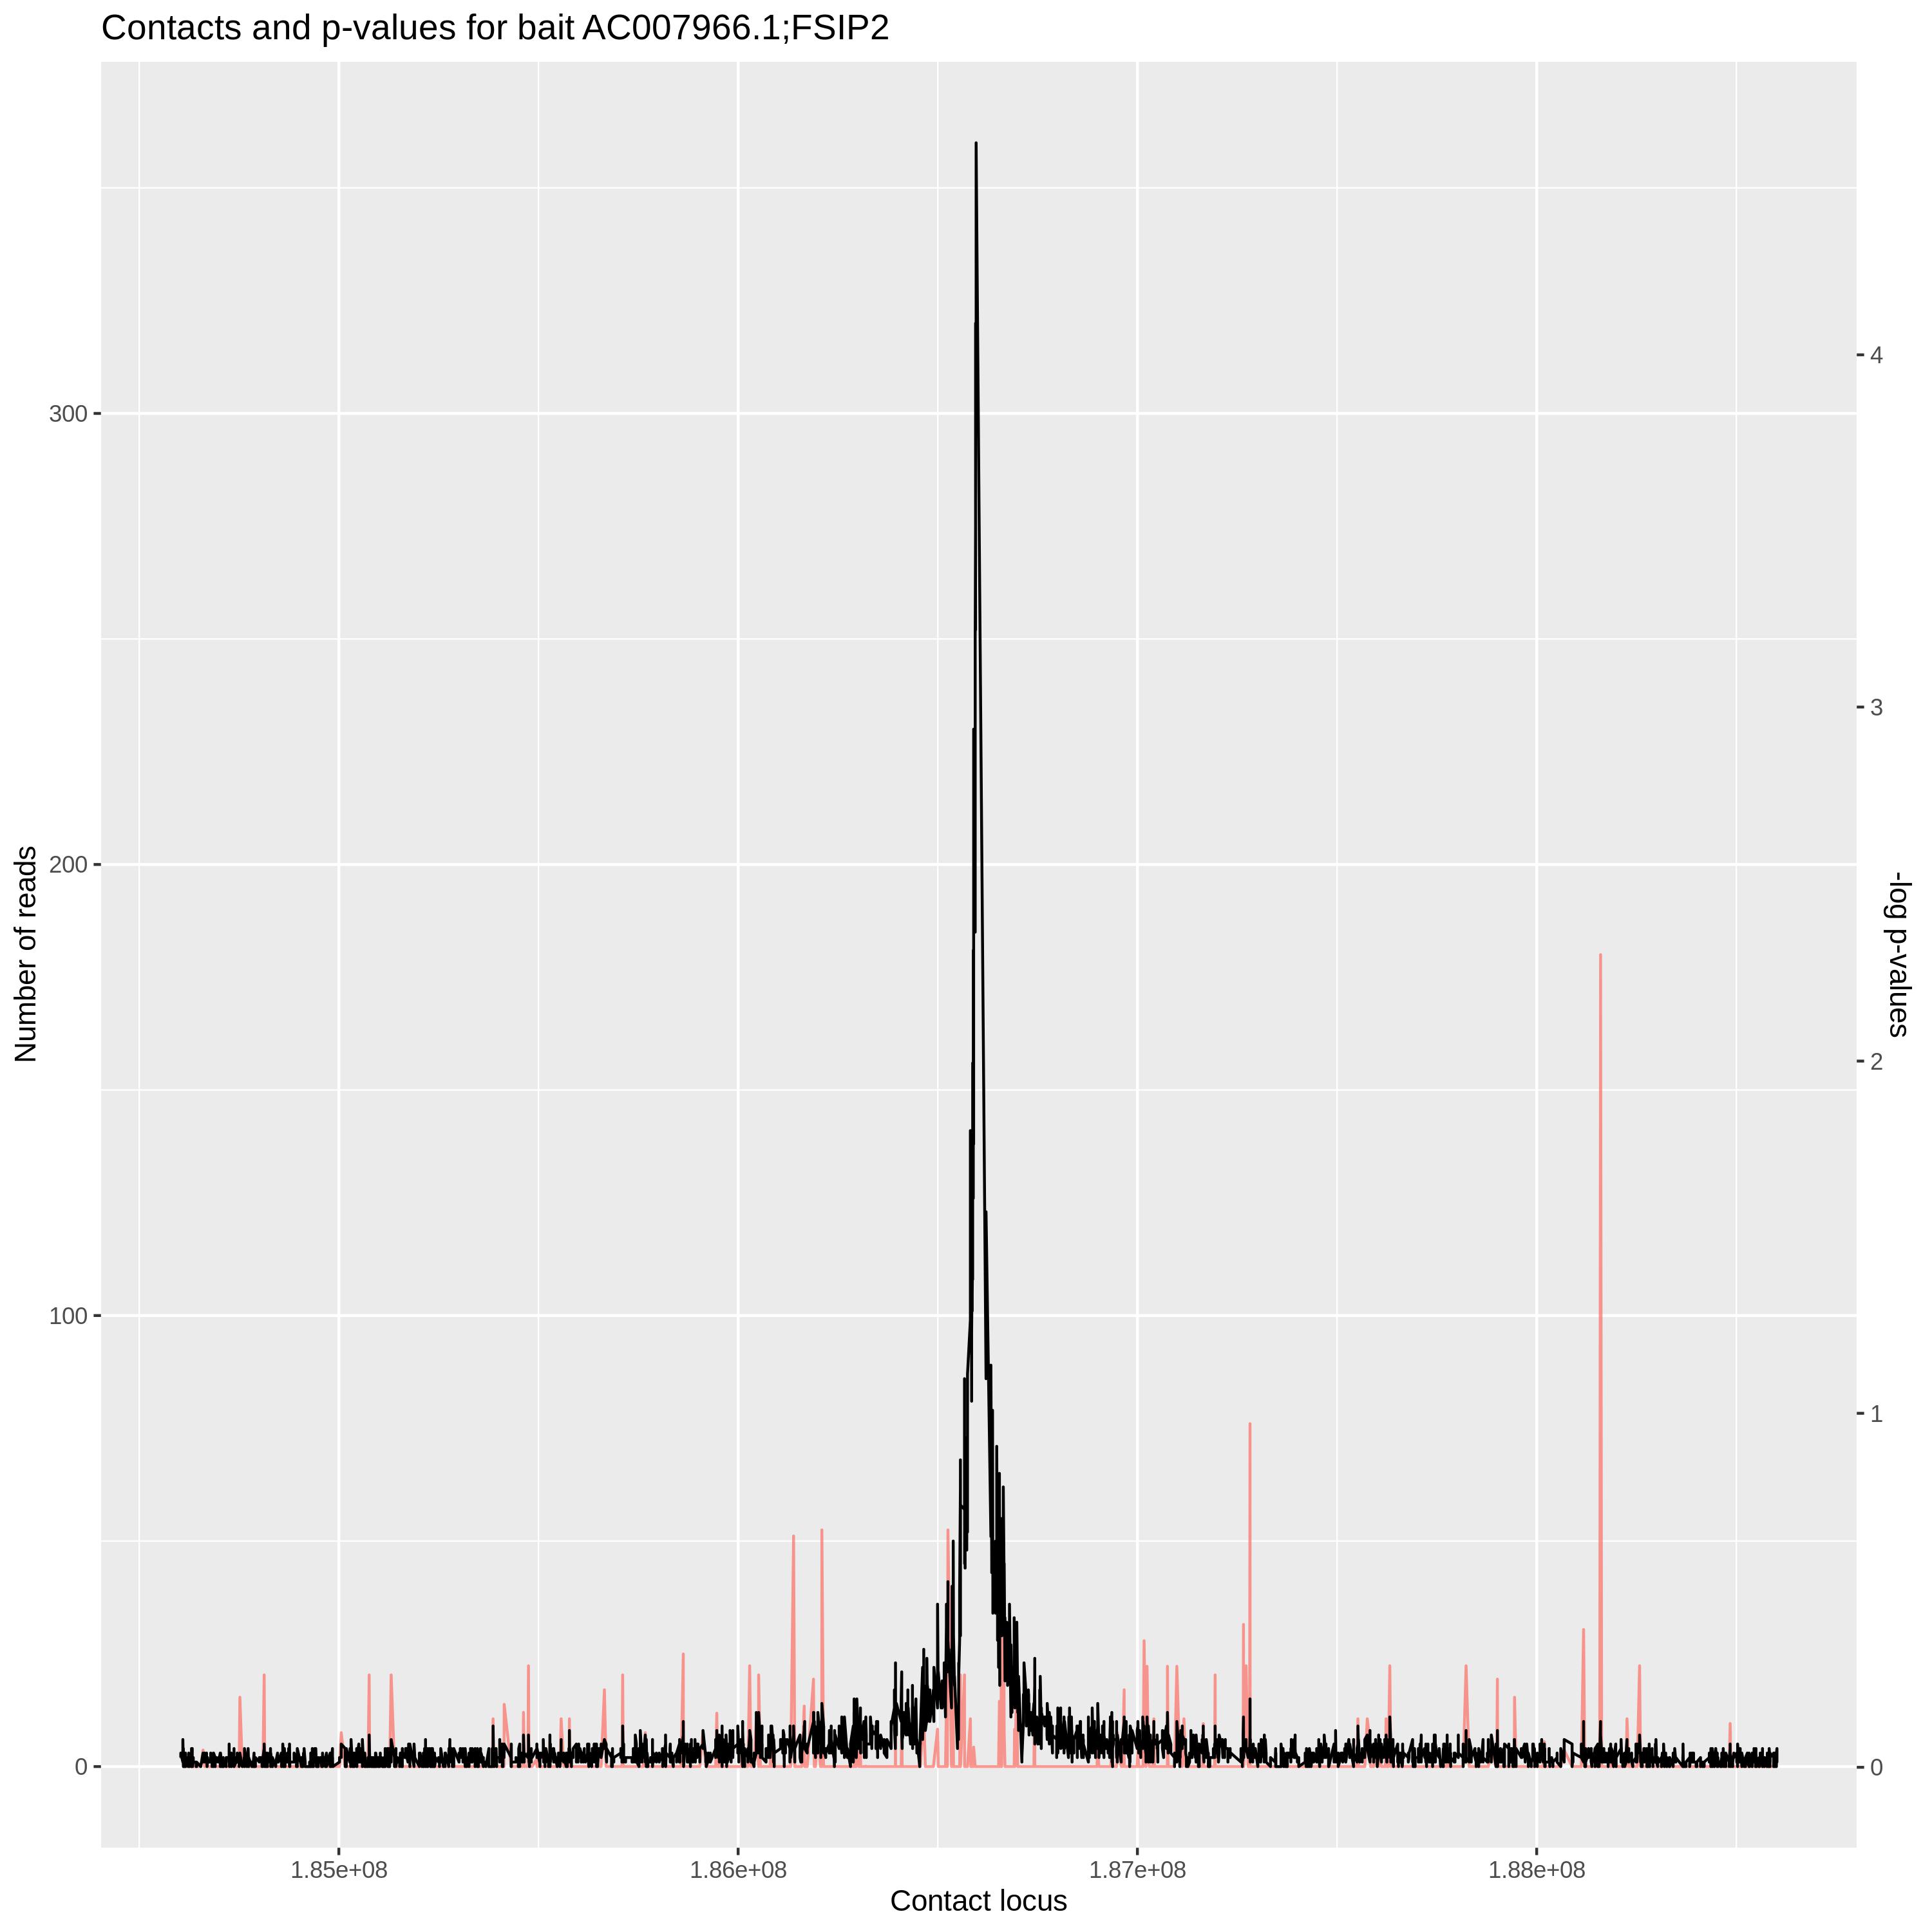 Contacts and p-values for bait AC007966.1;FSIP2
300
200
100
0
Number of reads
4
3
2
1
0
-log p-values
1.85e+08 1.86e+08 1.87e+08 1.88e+08
Contact locus